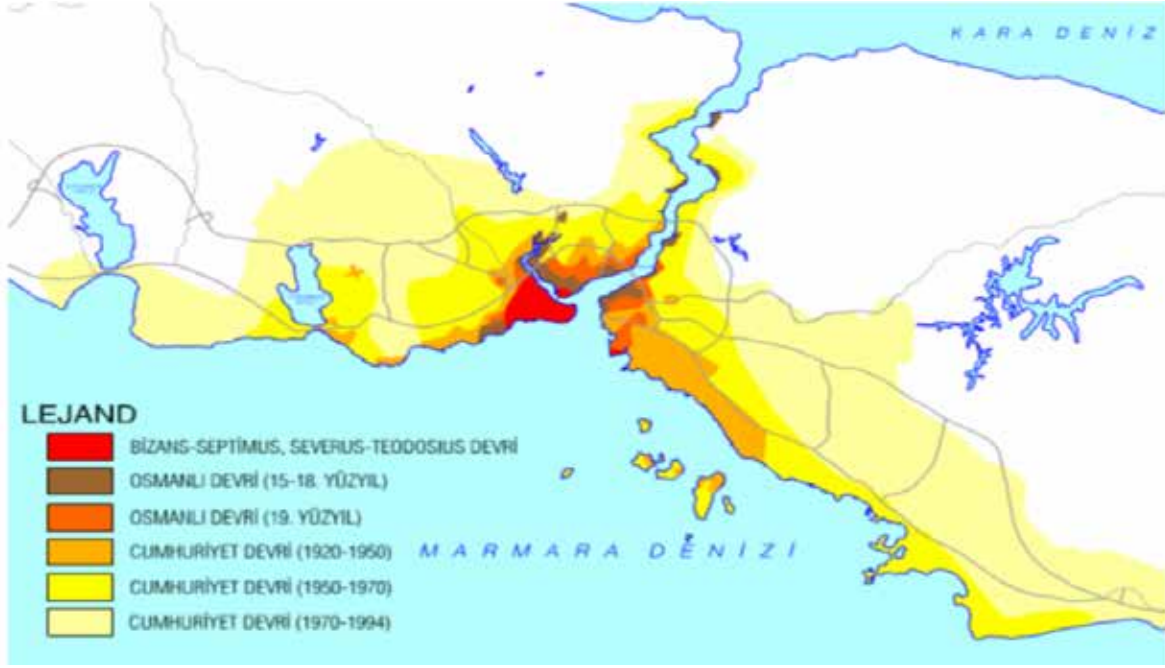 KARA DENİZ
LEJAND
BİZANS-SEPTİMUS, SEVERUS-TEODOSIUS DEVRİ
OSMANLI DEVRİ (15-18. YÜZYIL)
OSMANLI DEVRİ (19. YÜZYIL)
CUMHURİYET DEVRİ (1920-1950)
MARMARA DENİZİ
CUMHURİYET DEVRİ (1950-1970)
CUMHURİYET DEVRİ (1970-1994)